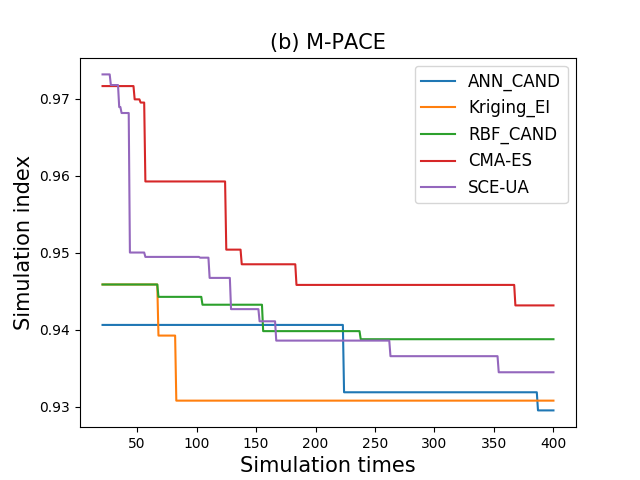 (b) M-PACE
ANN_CAND
Kriging_EI
RBF_CAND
CMA-ES
SCE-UA
Simulation index
0.97
0.96
0.95
0.94
0.93
50 100 150 200 250 300 350 400
Simulation times